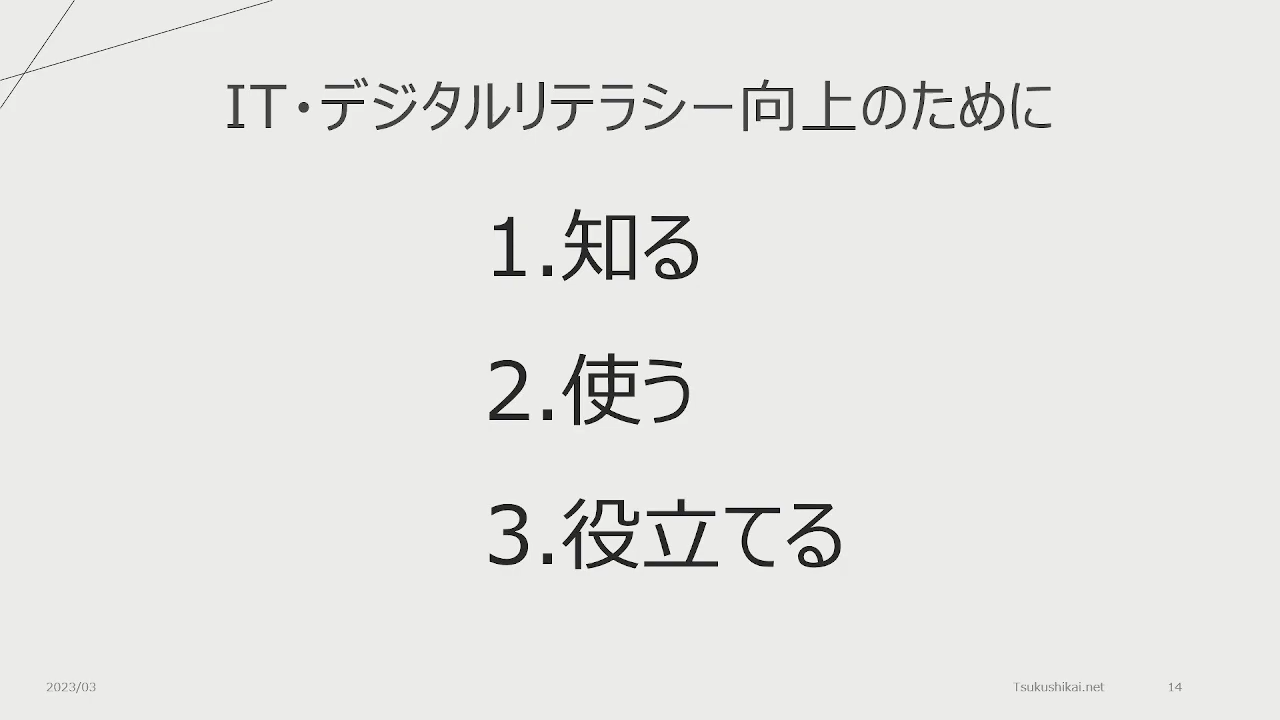 IT・デジタルリテラシー向上のために
1.知る
2.使う
3.役立てる
2023/03
Tsukushikai.net
14